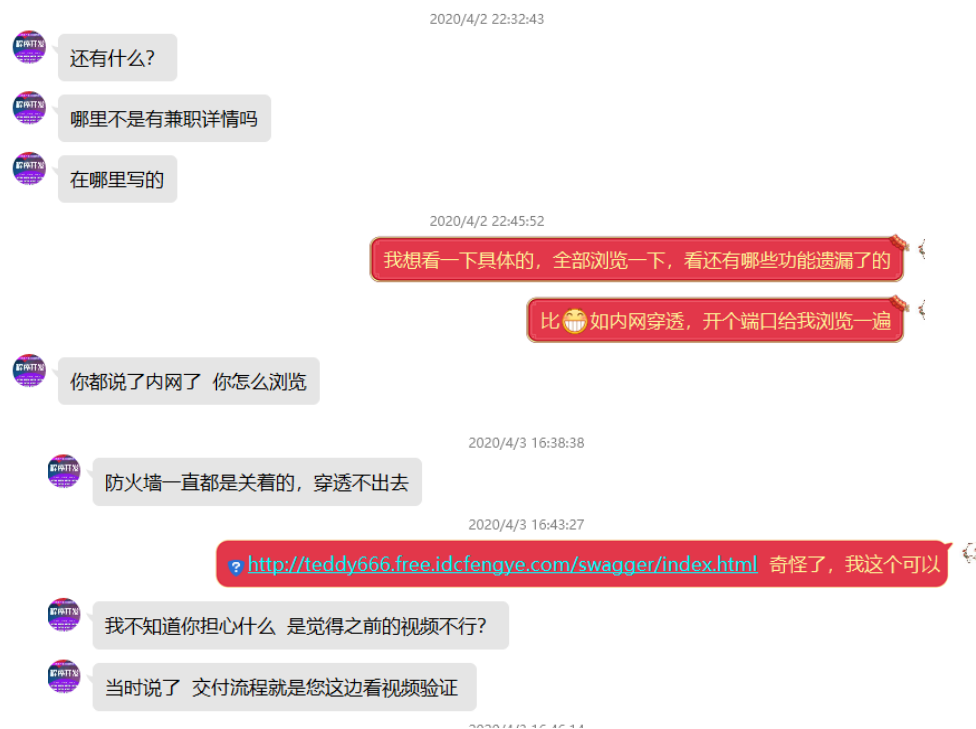 2020/4/2 22:32:43
还有什么？
哪里不是有兼职详情吗
在哪里写的
2020/4/2 22:45:52
我想看一下具体的，全部浏览一下，看还有哪些功能遗漏了的
比😁如内网穿透，开个端口给我浏览一遍
你都说了内网了 你怎么浏览
2020/4/3 16:38:38
防火墙一直都是关着的，穿透不出去
2020/4/3 16:43:27
http://teddy666.free.idcfengye.com/swagger/index.html 奇怪了，我这个可以
我不知道你担心什么 是觉得之前的视频不行？
当时说了 交付流程就是您这边看视频验证